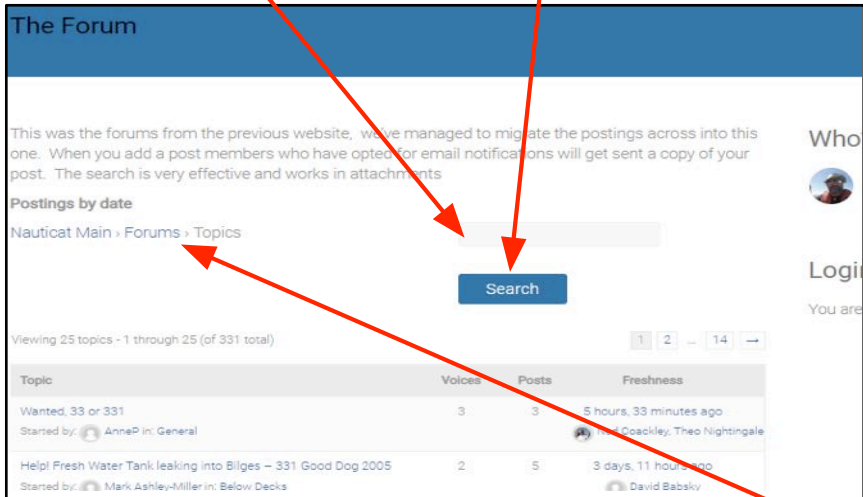 The Forum
This was the forums from the previous website, we've managed to migrate the postings across into this
one. When you add a post members who have opted for email notifications will get sent a copy of your
post. The search is very effective and works in attachments
Postings by date
Nauticat Main › Forums › Topics
Search
Viewing 25 topics - 1 through 25 (of 331 total)
1 2 ... 14 →
Topic Voices Posts Freshness
Wanted, 33 or 331 3 3 5 hours, 33 minutes ago
Started by: AnneP in: General Ned Coackley, Theo Nightingale
Help! Fresh Water Tank leaking into Bilges – 331 Good Dog 2005 2 5 3 days, 11 hours ago
Started by: Mark Ashley-Miller in: Below Decks David Babsky
Who
Logi
You are